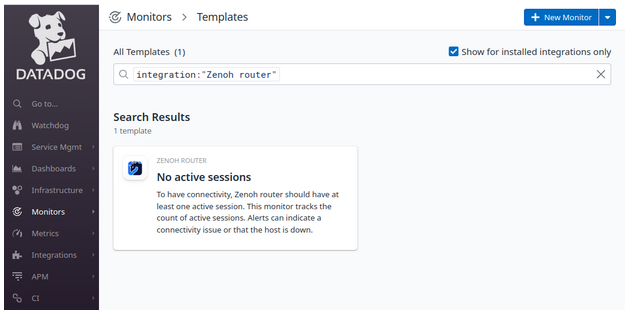 DATADOG
Go to...
Watchdog
Service Mgmt
Dashboards
Infrastructure
Monitors
Metrics
Integrations
APM
CI
Monitors > Templates
+ New Monitor
All Templates (1)
Show for installed integrations only
integration:"Zenoh router"
Search Results
1 template
ZENOH ROUTER
No active sessions
To have connectivity, Zenoh router should have at
least one active session. This monitor tracks the
count of active sessions. Alerts can indicate a
connectivity issue or that the host is down.